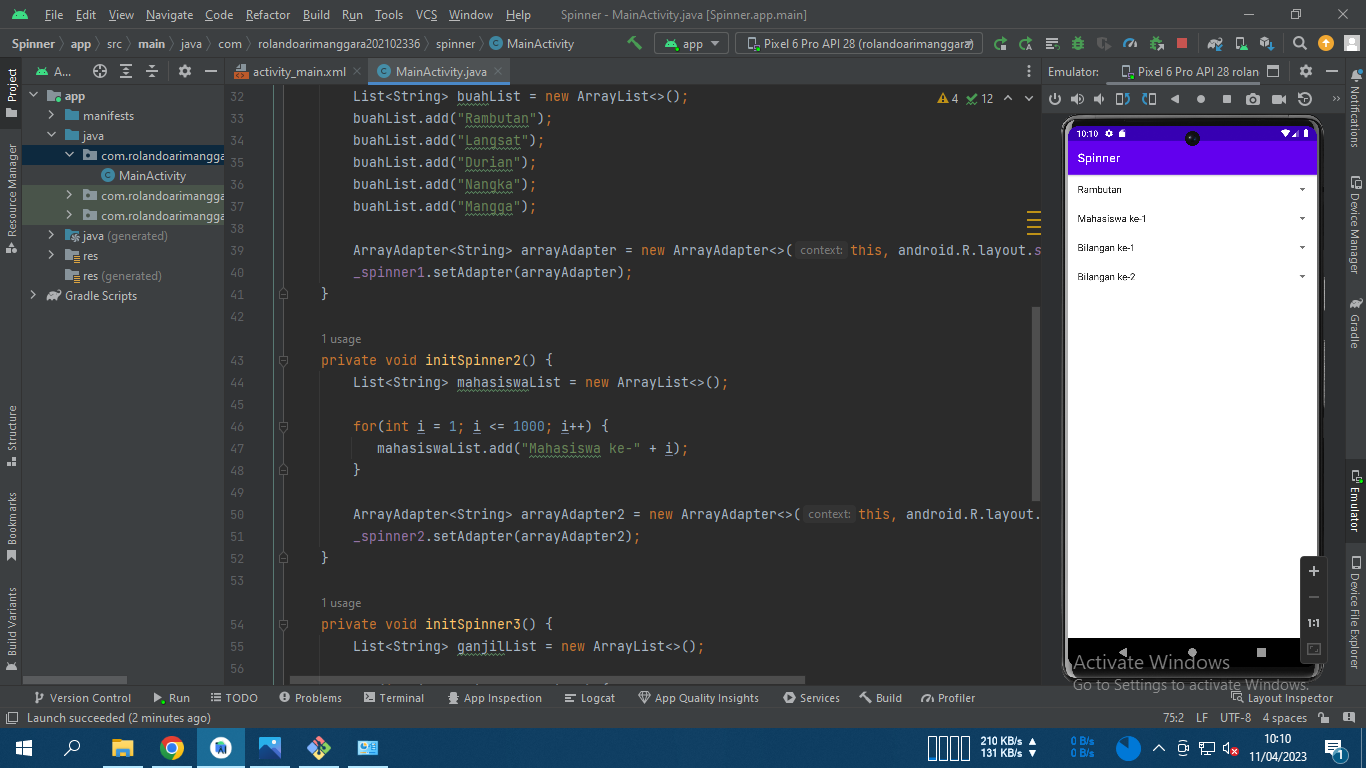 File Edit View Navigate Code Refactor Build Run Tools VCS Window Help Spinner - MainActivity.java [Spinner.app.main]
Spinner app src main java com rolandoarimanggara202102336 spinner MainActivity app Pixel 6 Pro API 28 (rolandoarimanggara)
A... activity_main.xml MainActivity.java Emulator: Pixel 6 Pro API 28 rolan
Project
Resource Manager
Structure
Bookmarks
Build Variants
app
manifests
java
com.rolandoarimangga
MainActivity
com.rolandoarimangga
com.rolandoarimangga
java (generated)
res
res (generated)
Gradle Scripts
4 12
32 List<String> buahList = new ArrayList<>();
33 buahList.add("Rambutan");
34 buahList.add("Langsat");
35 buahList.add("Durian");
36 buahList.add("Nangka");
37 buahList.add("Mangga");
38
39 ArrayAdapter<String> arrayAdapter = new ArrayAdapter<>( context: this, android.R.layout.s
40 _spinner1.setAdapter(arrayAdapter);
41 }
42
1 usage
43 private void initSpinner2() {
44 List<String> mahasiswaList = new ArrayList<>();
45
46 for(int i = 1; i <= 1000; i++) {
47 mahasiswaList.add("Mahasiswa ke-" + i);
48 }
49
50 ArrayAdapter<String> arrayAdapter2 = new ArrayAdapter<>( context: this, android.R.layout.
51 _spinner2.setAdapter(arrayAdapter2);
52 }
53
1 usage
54 private void initSpinner3() {
55 List<String> ganjilList = new ArrayList<>();
56
10:10
Spinner
Rambutan
Mahasiswa ke-1
Bilangan ke-1
Bilangan ke-2
1:1
Activate Windows
Go to Settings to activate Windows.
Notifications
Device Manager
Gradle
Emulator
Device File Explorer
Version Control Run TODO Problems Terminal App Inspection Logcat App Quality Insights Services Build Profiler Layout Inspector
Launch succeeded (2 minutes ago) 75:2 LF UTF-8 4 spaces
210 KB/s 0 B/s 10:10
131 KB/s 0 B/s 11/04/2023
1